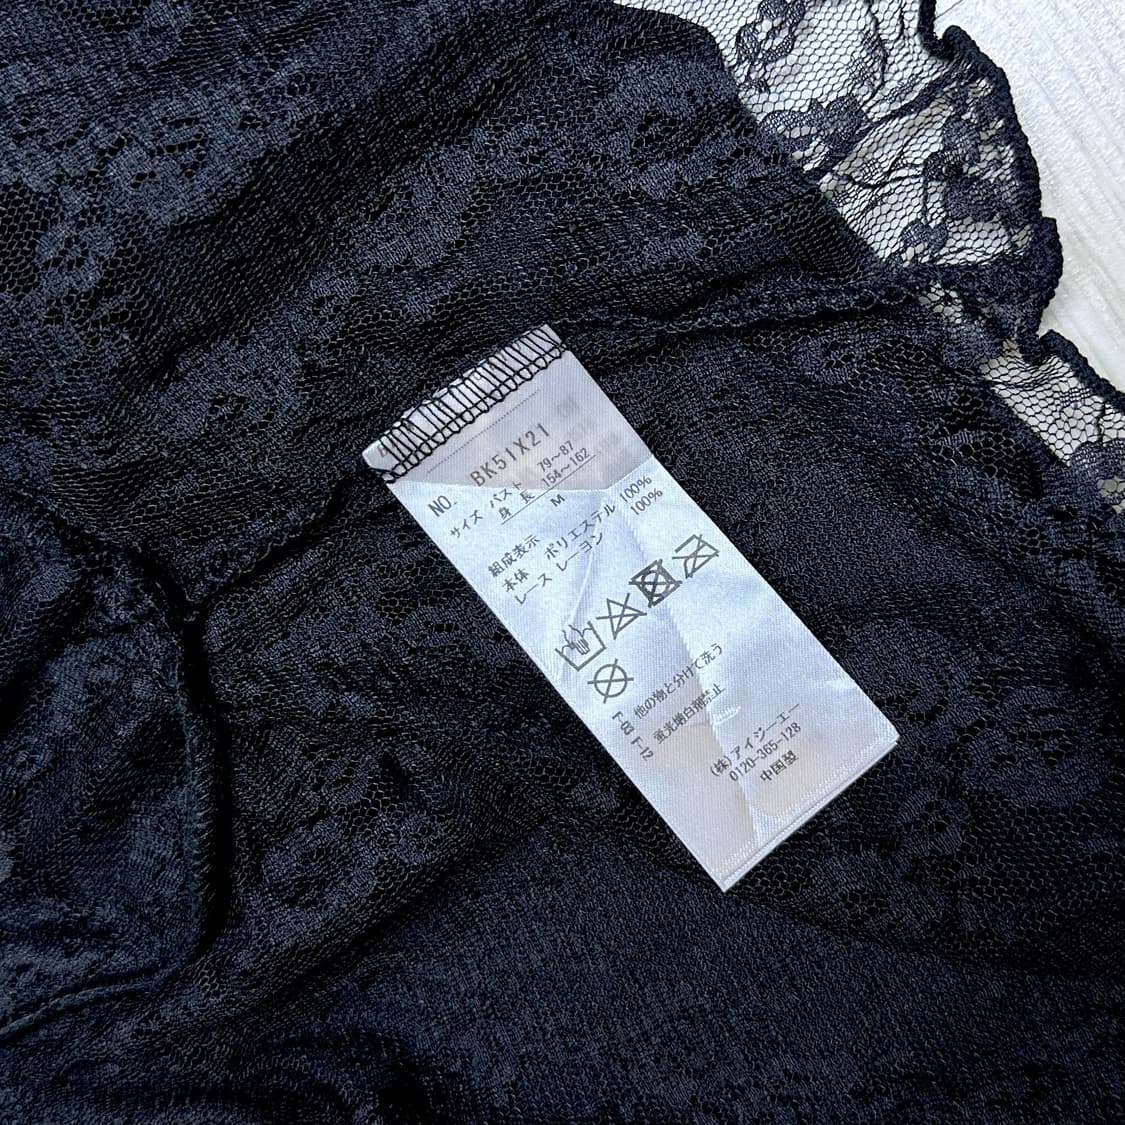 NO. BK51X21
サイズ バスト 79～87
身長 154～162
M
組成表示
本体 ポリエステル 100%
レース レーヨン 100%
他の物と分けて洗う
蛍光増白剤禁止
(株)アイジーエー
0120-365-128
中国製